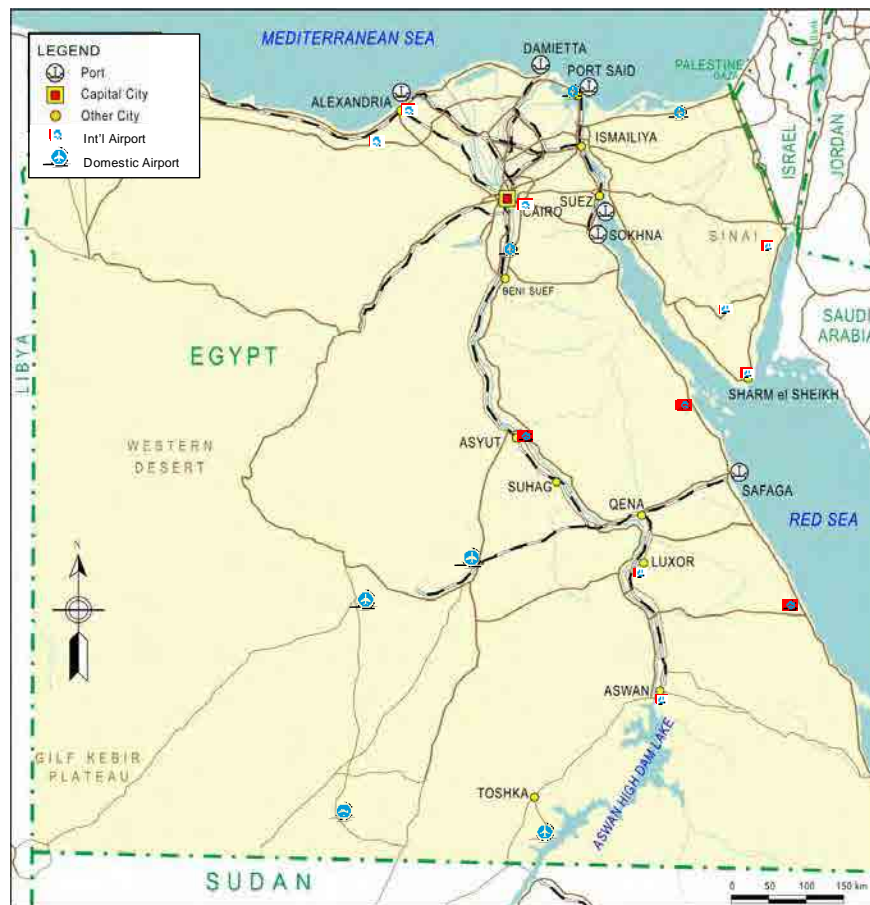 MEDITERRANEAN SEA
LEGEND
Port
Capital City
Other City
Int'l Airport
Domestic Airport
DAMIETTA
PORT SAID
ALEXANDRIA
PALESTINE
GAZA
ISMAILIYA
ISRAEL
JORDAN
SUEZ
CAIRO
SOKHNA
SINAI
BENI SUEF
SAUDI
ARABIA
LIBYA
EGYPT
SHARM el SHEIKH
WESTERN
DESERT
ASYUT
SUHAG
SAFAGA
QENA
RED SEA
N
LUXOR
ASWAN
GILF KEBIR
PLATEAU
TOSHKA
ASWAN HIGH DAM LAKE
SUDAN
0 50 100 150 km